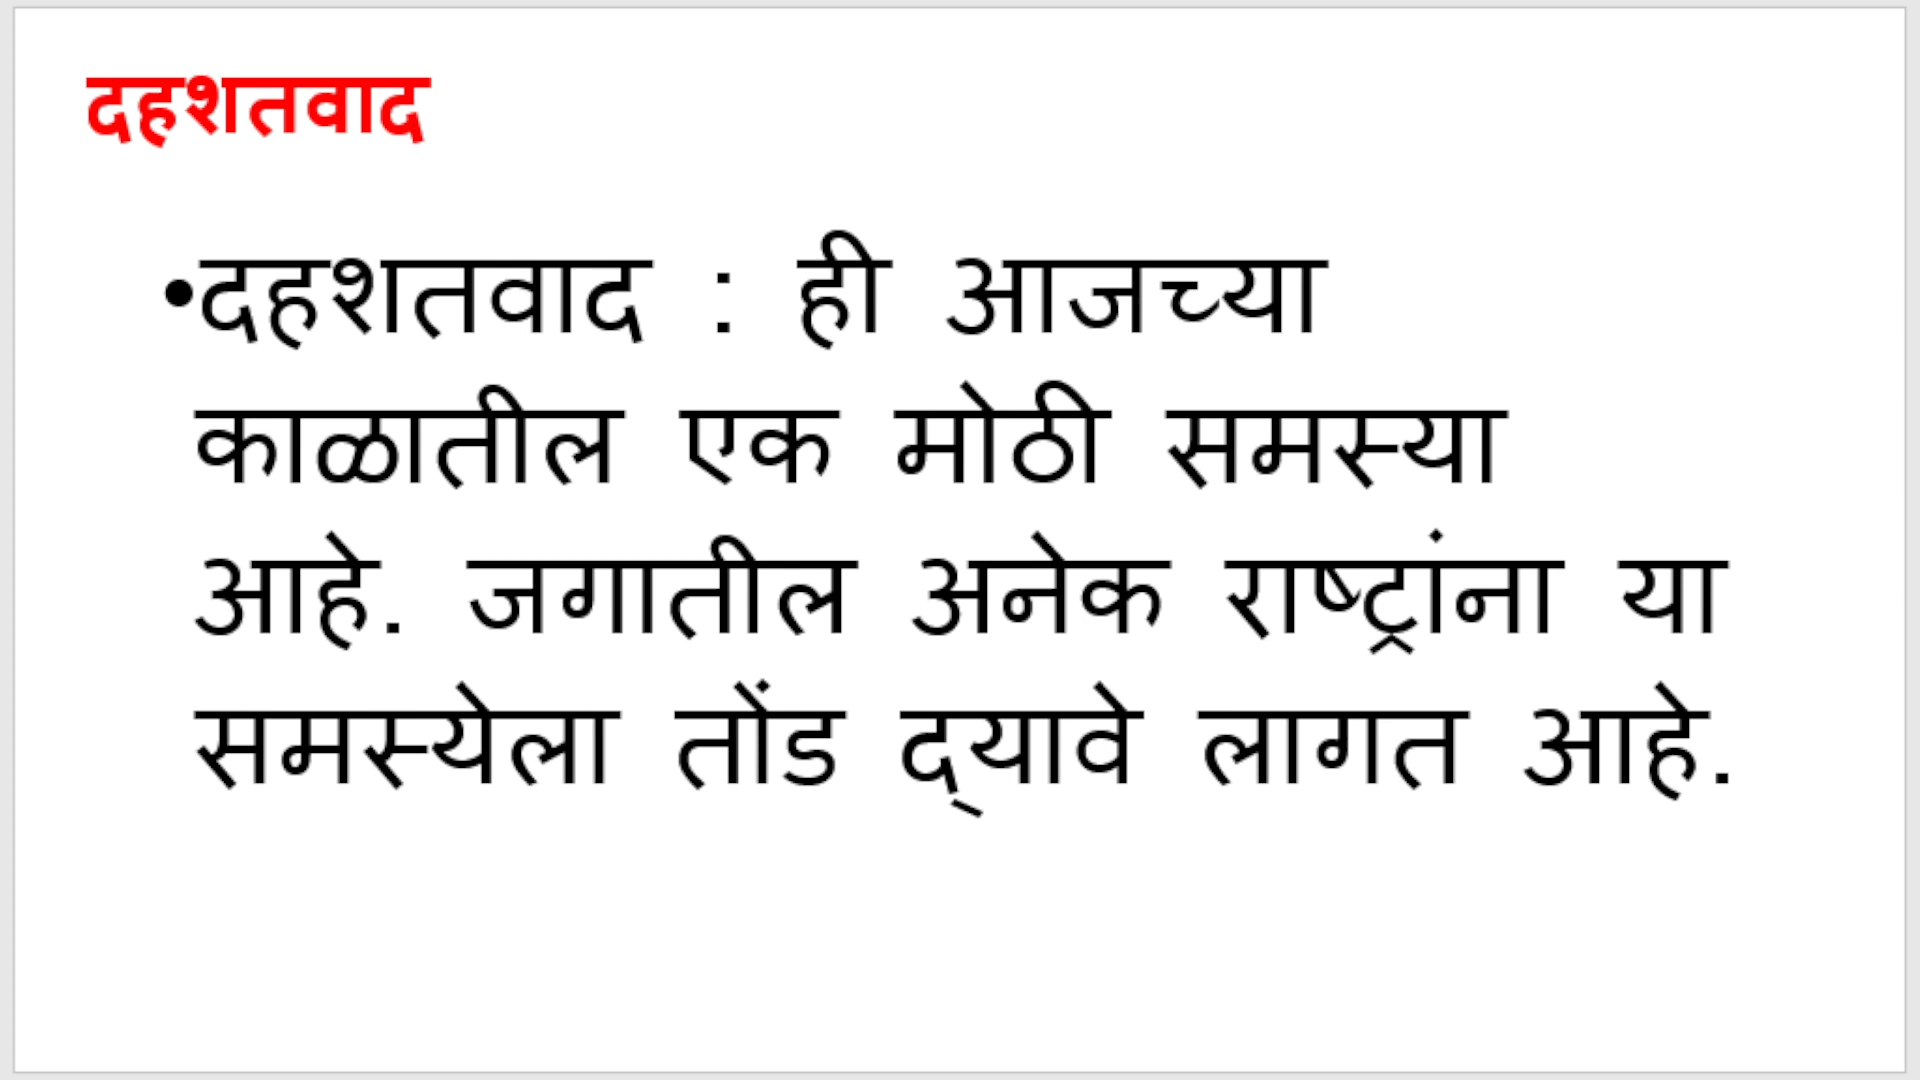 दहशतवाद
•दहशतवाद : ही आजच्या
काळातील एक मोठी समस्या
आहे. जगातील अनेक राष्ट्रांना या
समस्येला तोंड द्‌यावे लागत आहे.